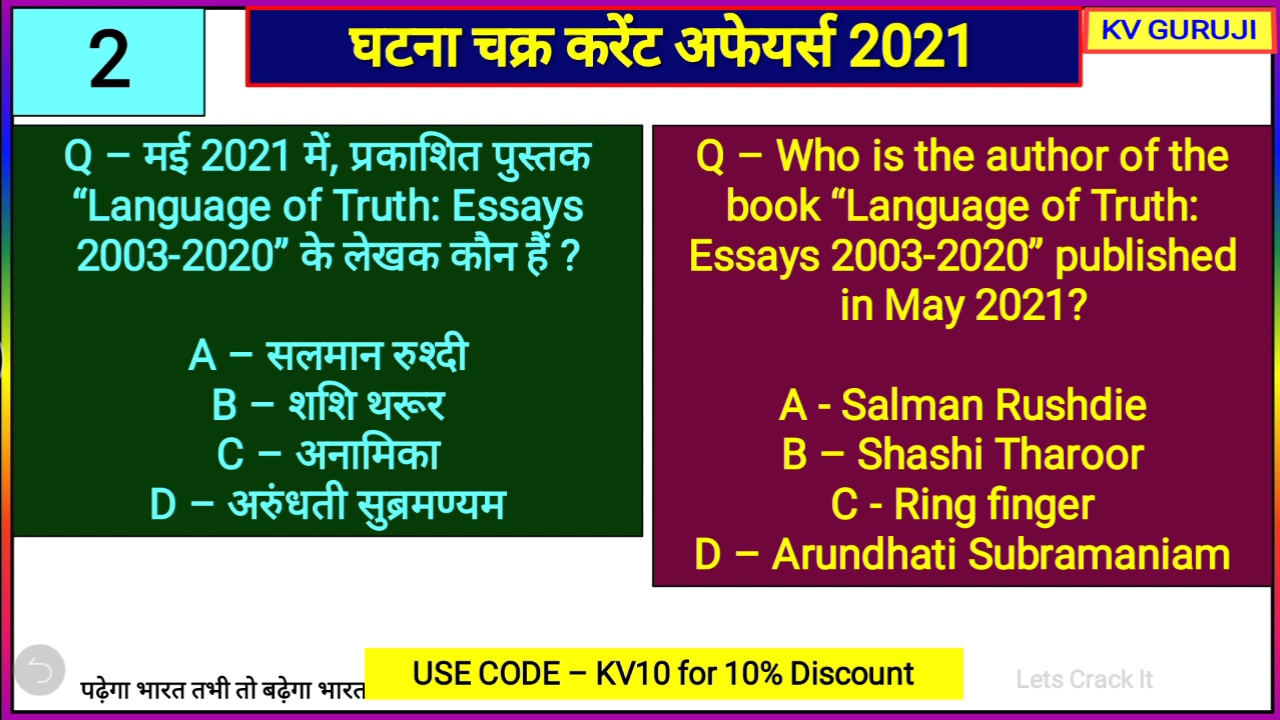 2
घटना चक्र करेंट अफेयर्स 2021
KV GURUJI
Q – मई 2021 में, प्रकाशित पुस्तक
“Language of Truth: Essays
2003-2020” के लेखक कौन हैं ?
A – सलमान रुश्दी
B – शशि थरूर
C – अनामिका
D – अरुंधती सुब्रमण्यम
Q – Who is the author of the
book “Language of Truth:
Essays 2003-2020” published
in May 2021?
A - Salman Rushdie
B – Shashi Tharoor
C - Ring finger
D – Arundhati Subramaniam
पढ़ेगा भारत तभी तो बढ़ेगा भारत
USE CODE – KV10 for 10% Discount
Lets Crack It